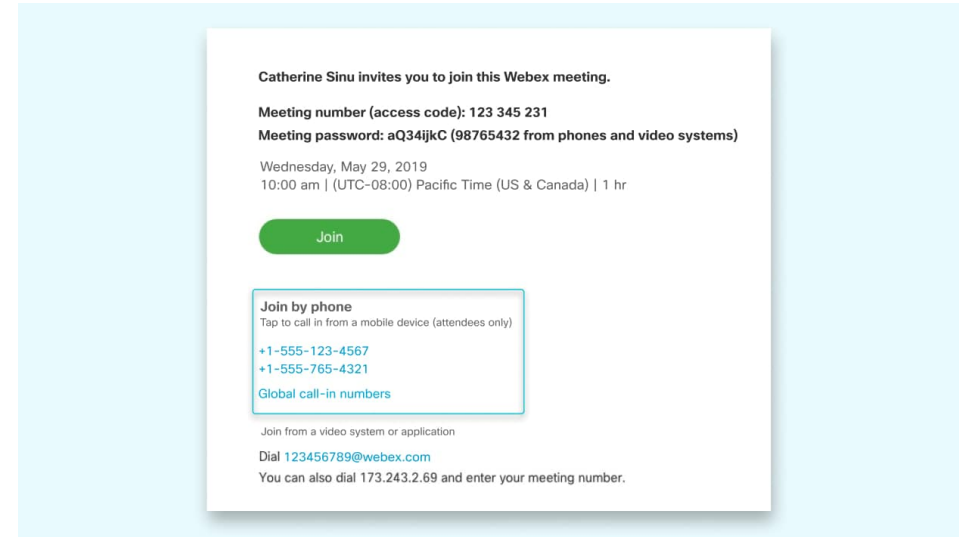 Catherine Sinu invites you to join this Webex meeting.
Meeting number (access code): 123 345 231
Meeting password: aQ34ijkC (98765432 from phones and video systems)
Wednesday, May 29, 2019
10:00 am | (UTC-08:00) Pacific Time (US & Canada) | 1 hr
Join
Join by phone
Tap to call in from a mobile device (attendees only)
+1-555-123-4567
+1-555-765-4321
Global call-in numbers
Join from a video system or application
Dial 123456789@webex.com
You can also dial 173.243.2.69 and enter your meeting number.